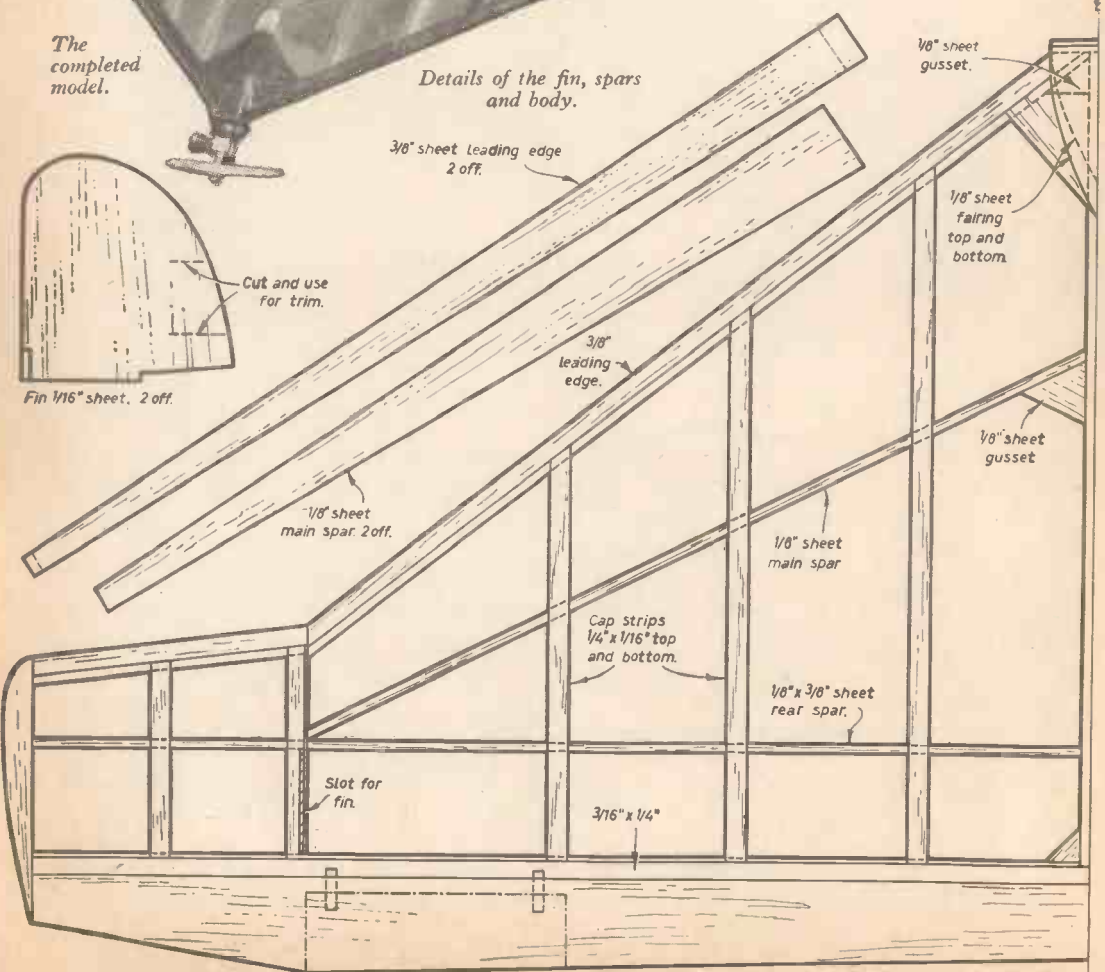 The
completed
model.
Details of the fin, spars
and body.
1/8" sheet
gusset.
3/8" sheet leading edge
2 off.
1/8" sheet
fairing
top and
bottom.
Cut and use
for trim.
3/8"
leading
edge.
Fin 1/16" sheet. 2 off.
1/8" sheet
gusset
1/8" sheet
main spar. 2 off.
1/8" sheet
main spar
Cap strips
1/4" x 1/16" top
and bottom.
1/8" x 3/8" sheet
rear spar.
Slot for
fin.
3/16" x 1/4"